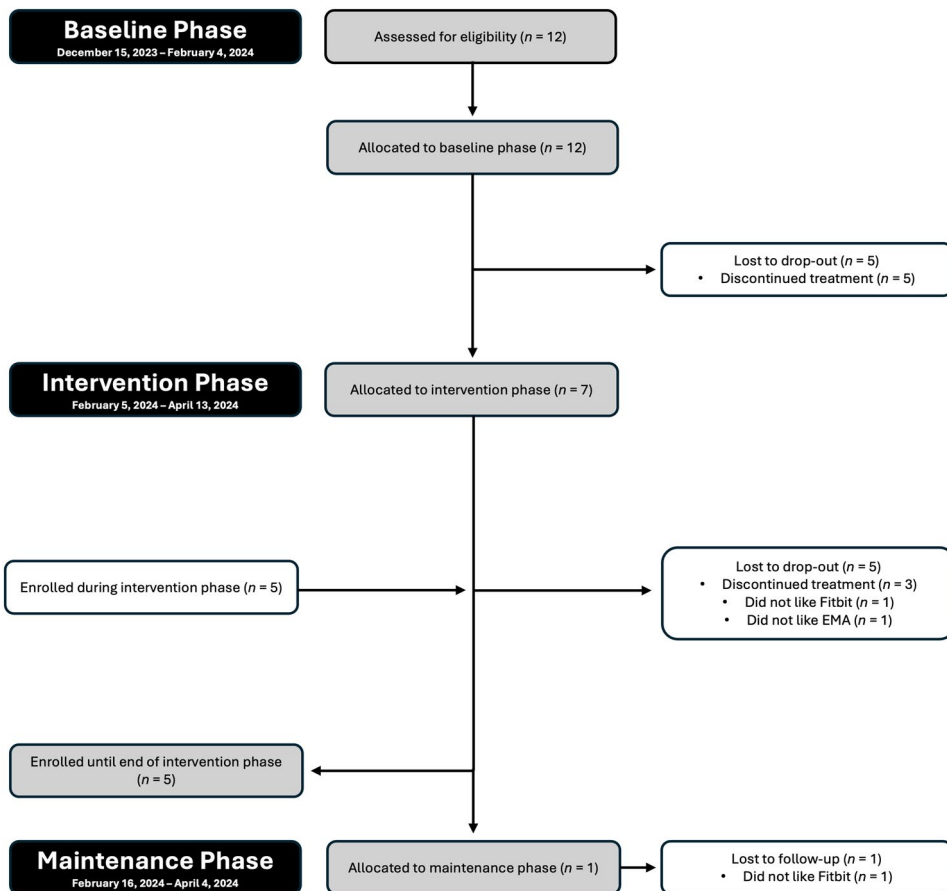 Baseline Phase
December 15, 2023 – February 4, 2024
Assessed for eligibility (n = 12)
Allocated to baseline phase (n = 12)
Lost to drop-out (n = 5)
• Discontinued treatment (n = 5)
Intervention Phase
February 5, 2024 – April 13, 2024
Allocated to intervention phase (n = 7)
Enrolled during intervention phase (n = 5)
Lost to drop-out (n = 5)
• Discontinued treatment (n = 3)
• Did not like Fitbit (n = 1)
• Did not like EMA (n = 1)
Enrolled until end of intervention phase
(n = 5)
Maintenance Phase
February 16, 2024 – April 4, 2024
Allocated to maintenance phase (n = 1)
Lost to follow-up (n = 1)
• Did not like Fitbit (n = 1)